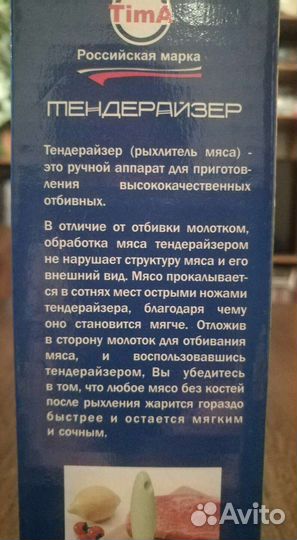 TimA
Российская марка
ТЕНДЕРАЙЗЕР
Тендерайзер (рыхлитель мяса) -
это ручной аппарат для приготов-
ления высококачественных
отбивных.
В отличие от отбивки молотком,
обработка мяса тендерайзером
не нарушает структуру мяса и его
внешний вид. Мясо прокалывает-
ся в сотнях мест острыми ножами
тендерайзера, благодаря чему
оно становится мягче. Отложив
в сторону молоток для отбивания
мяса, и воспользовавшись
тендерайзером, Вы убедитесь
в том, что любое мясо без костей
после рыхления жарится гораздо
быстрее и остается мягким
и сочным.
Avito